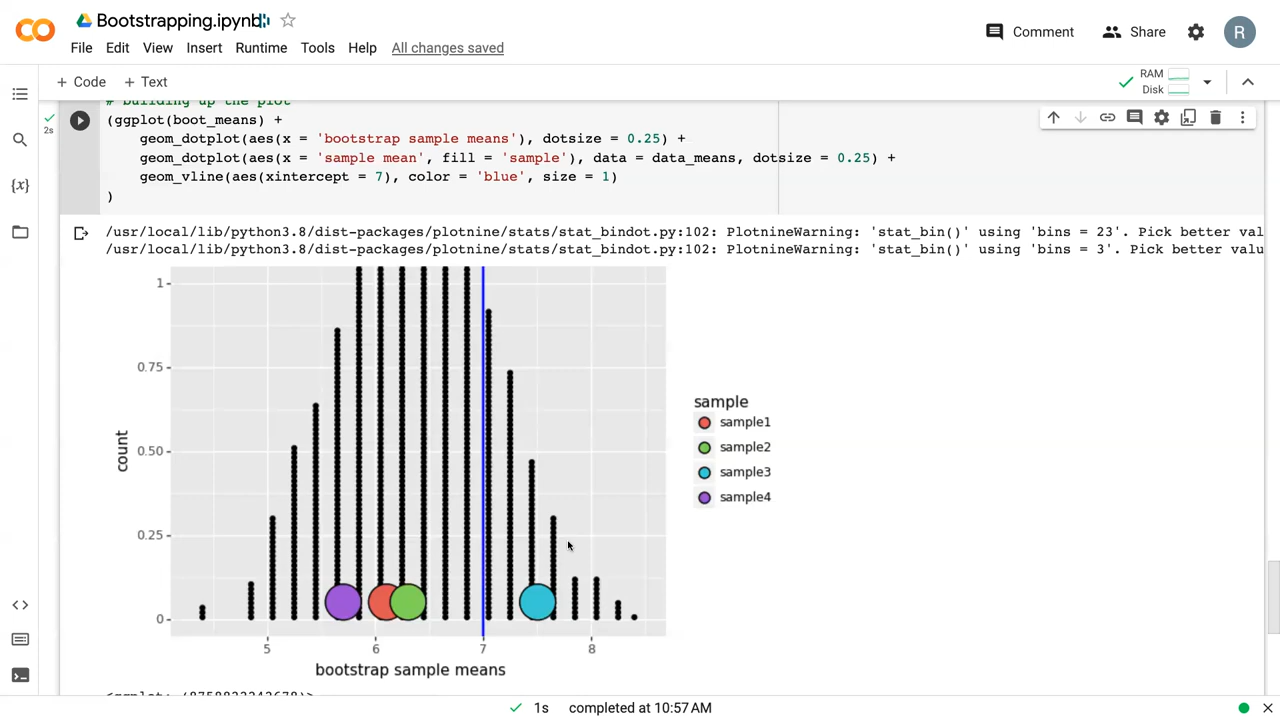 Bootstrapping.ipynb
File Edit View Insert Runtime Tools Help All changes saved
Comment Share R
+ Code + Text
RAM
Disk
2s
# building up the plot
(ggplot(boot_means) +
geom_dotplot(aes(x = 'bootstrap sample means'), dotsize = 0.25) +
geom_dotplot(aes(x = 'sample mean', fill = 'sample'), data = data_means, dotsize = 0.25) +
geom_vline(aes(xintercept = 7), color = 'blue', size = 1)
)
/usr/local/lib/python3.8/dist-packages/plotnine/stats/stat_bindot.py:102: PlotnineWarning: 'stat_bin()' using 'bins = 23'. Pick better val
/usr/local/lib/python3.8/dist-packages/plotnine/stats/stat_bindot.py:102: PlotnineWarning: 'stat_bin()' using 'bins = 3'. Pick better valu
1
0.75
0.50
0.25
0
count
5 6 7 8
bootstrap sample means
sample
sample1
sample2
sample3
sample4
1s completed at 10:57 AM